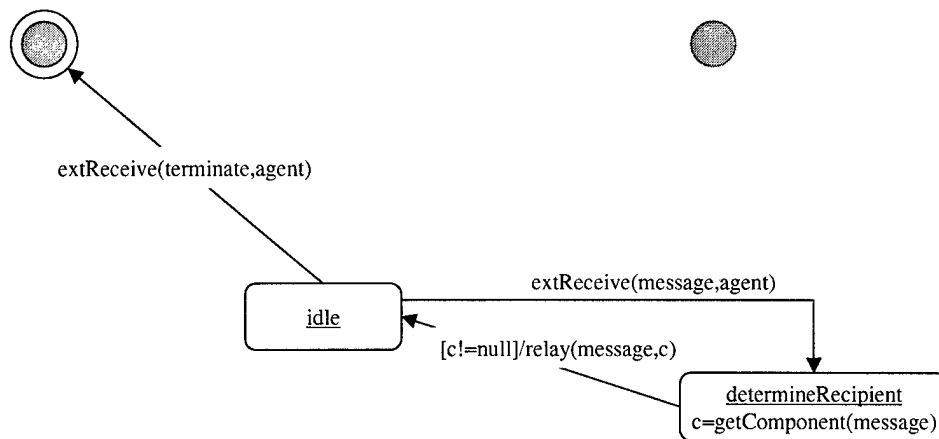 extReceive(terminate,agent)
extReceive(message,agent)
idle
[c!=null]/relay(message,c)
determineRecipient
c=getComponent(message)